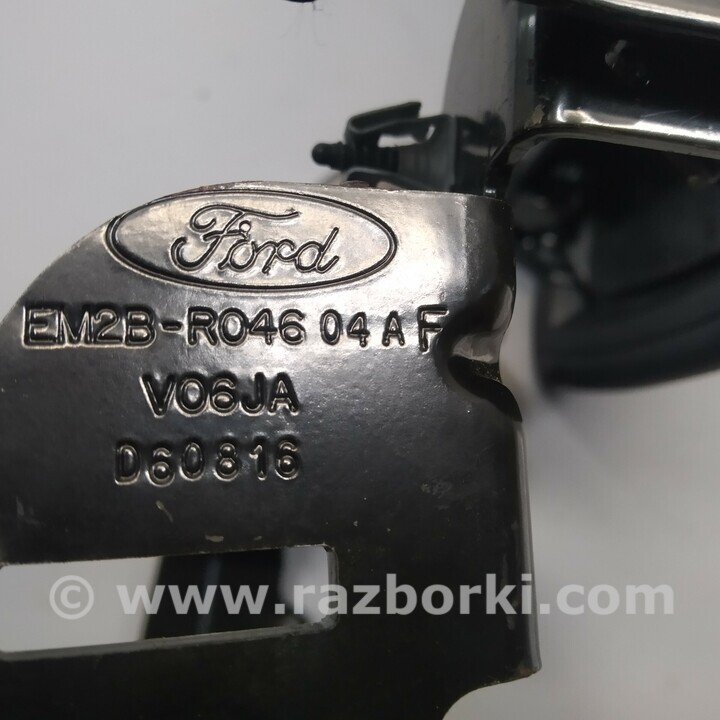 Ford
EM2B-R046 04 A F
V06JA
D60816
© www.razborki.com